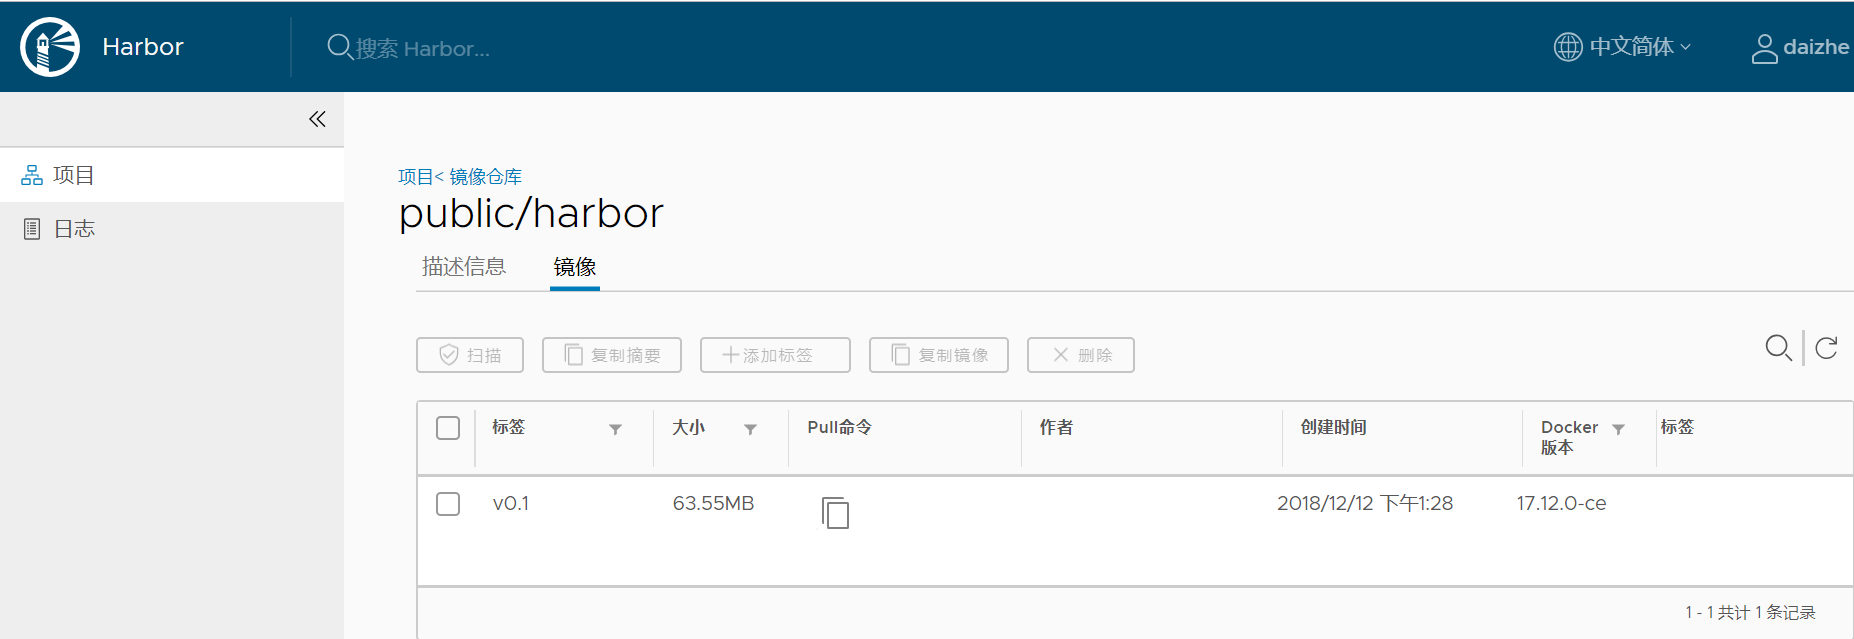 Harbor
搜索 Harbor...
中文简体
daizhe
项目
日志
项目< 镜像仓库
public/harbor
描述信息 镜像
扫描 复制摘要 +添加标签 复制镜像 删除
标签 大小 Pull命令 作者 创建时间 Docker 版本 标签
v0.1 63.55MB 2018/12/12 下午1:28 17.12.0-ce
1 - 1 共计 1 条记录